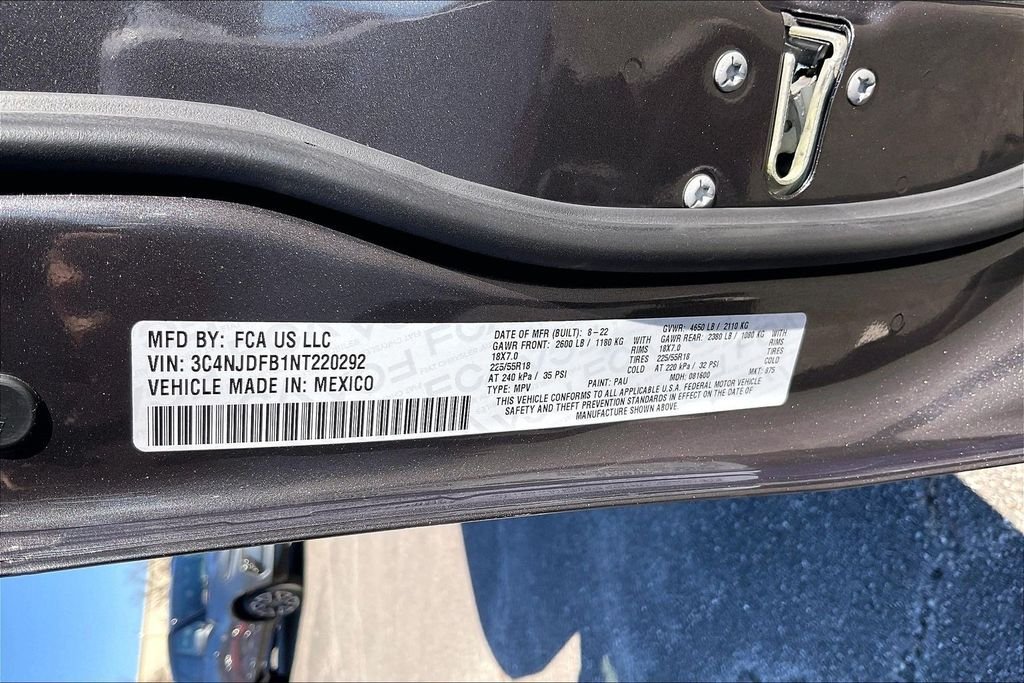 MFD BY: FCA US LLC
VIN: 3C4NJDFB1NT220292
VEHICLE MADE IN: MEXICO
DATE OF MFR (BUILT): 8-22 GVWR: 4650 LB / 2110 KG
GAWR FRONT: 2600 LB / 1180 KG WITH GAWR REAR: 2380 LB / 1080 KG WITH
18X7.0 RIMS 18X7.0 RIMS
225/55R18 225/55R18
AT 240 kPa / 35 PSI COLD AT 220 kPa / 32 PSI COLD
TYPE: MPV PAINT: PAU MDH: 081600 MKT: 875
THIS VEHICLE CONFORMS TO ALL APPLICABLE U.S.A. FEDERAL MOTOR VEHICLE
SAFETY AND THEFT PREVENTION STANDARDS IN EFFECT ON THE DATE OF
MANUFACTURE SHOWN ABOVE.